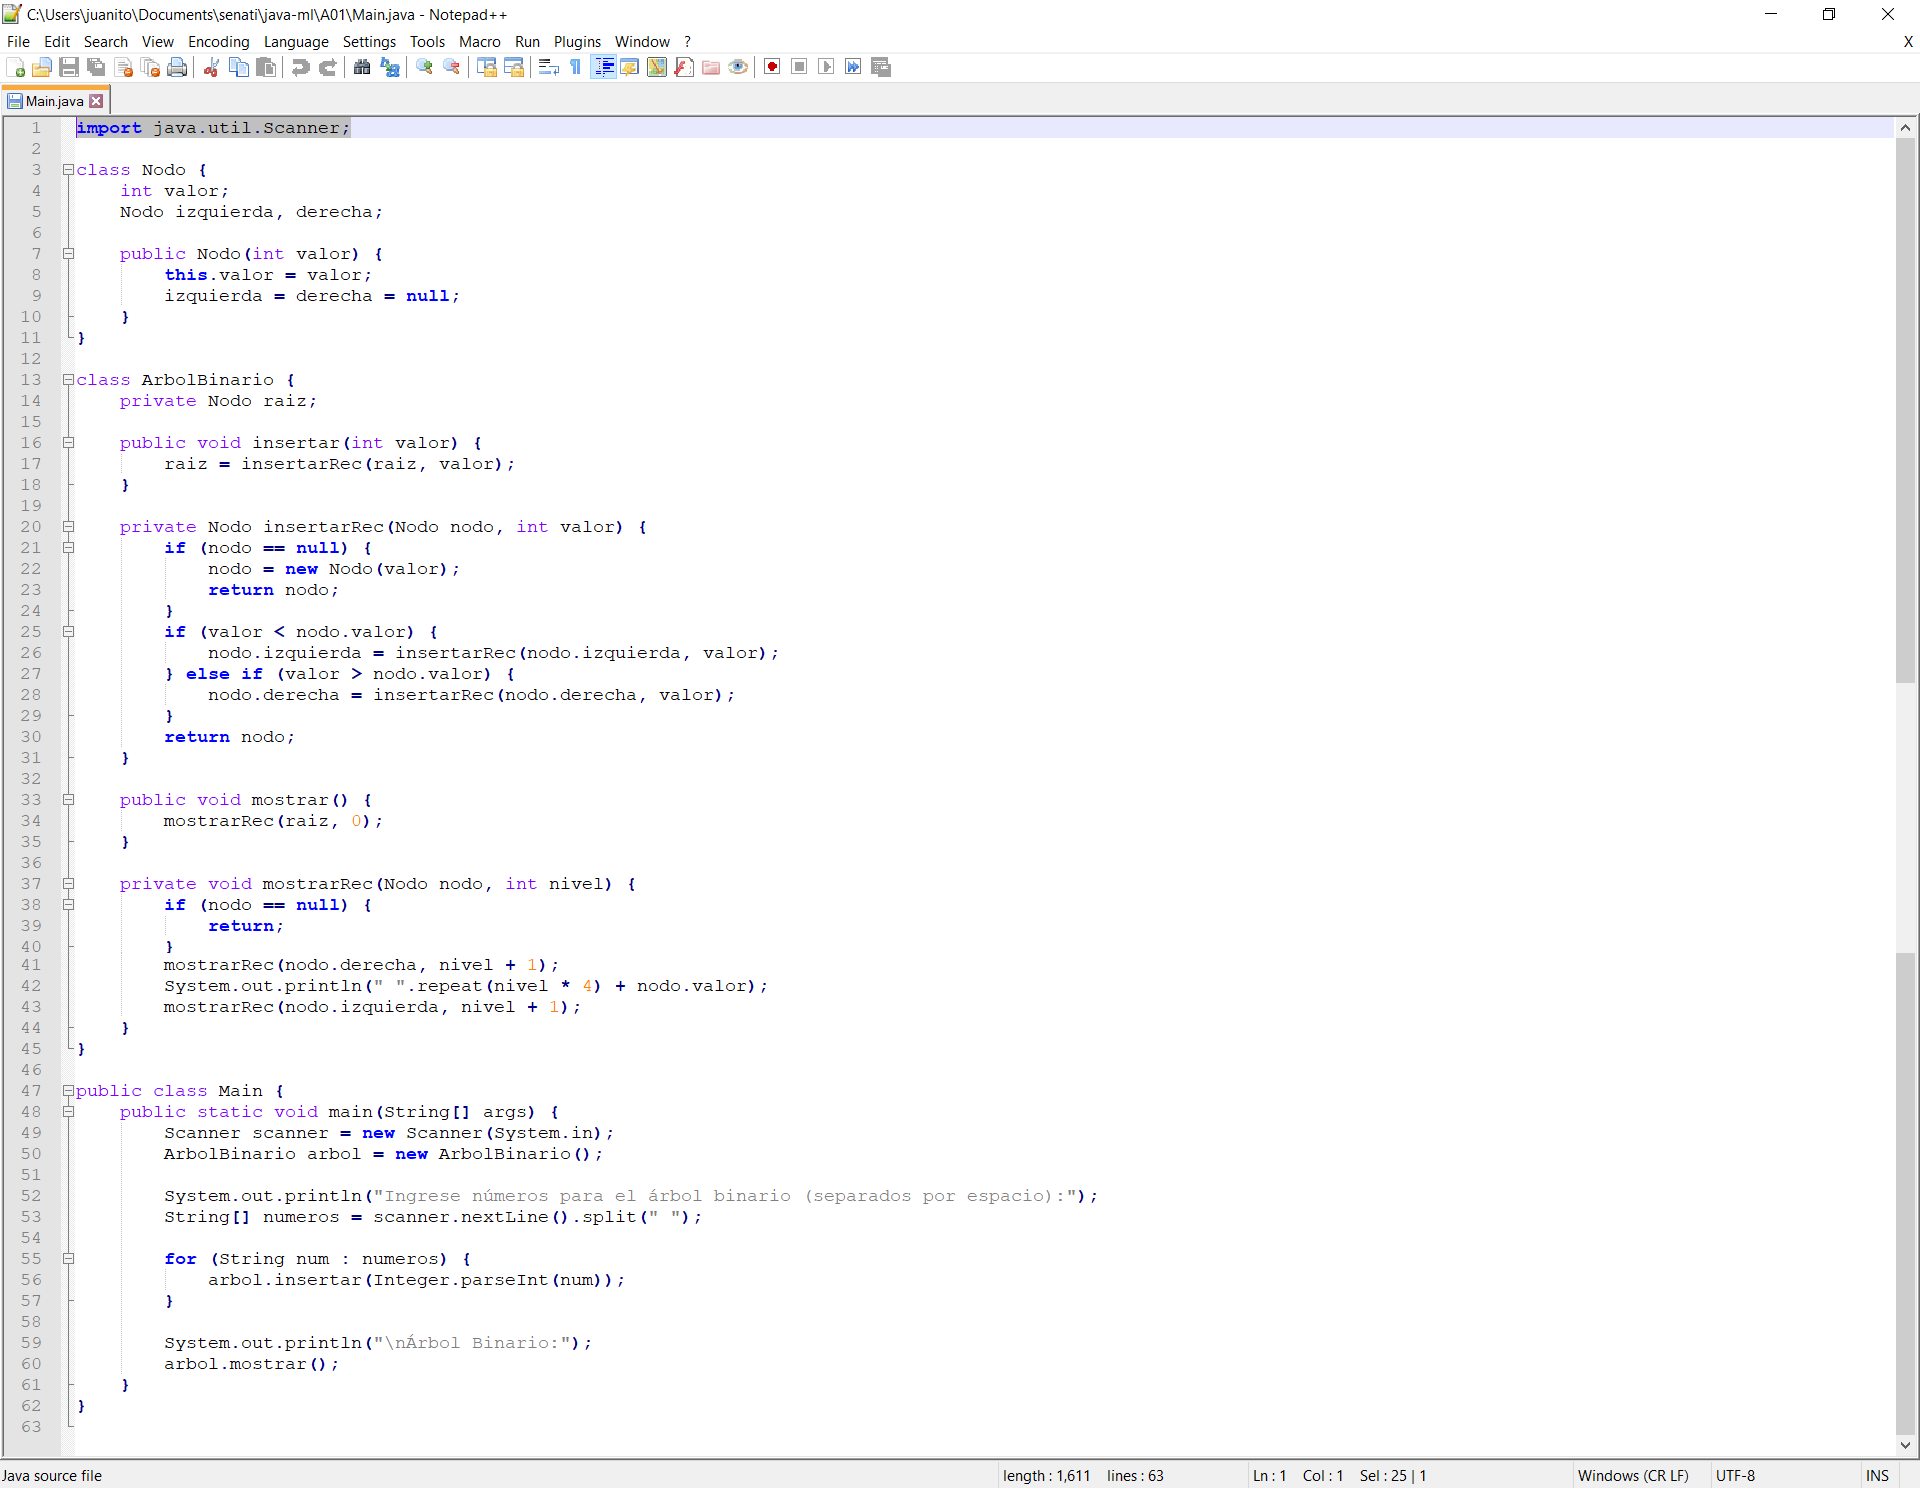 C:\Users\juanito\Documents\senati\java-ml\A01\Main.java - Notepad++
File Edit Search View Encoding Language Settings Tools Macro Run Plugins Window ? X
Main.java
1 import java.util.Scanner;
2
3 class Nodo {
4     int valor;
5     Nodo izquierda, derecha;
6
7     public Nodo(int valor) {
8         this.valor = valor;
9         izquierda = derecha = null;
10     }
11 }
12
13 class ArbolBinario {
14     private Nodo raiz;
15
16     public void insertar(int valor) {
17         raiz = insertarRec(raiz, valor);
18     }
19
20     private Nodo insertarRec(Nodo nodo, int valor) {
21         if (nodo == null) {
22             nodo = new Nodo(valor);
23             return nodo;
24         }
25         if (valor < nodo.valor) {
26             nodo.izquierda = insertarRec(nodo.izquierda, valor);
27         } else if (valor > nodo.valor) {
28             nodo.derecha = insertarRec(nodo.derecha, valor);
29         }
30         return nodo;
31     }
32
33     public void mostrar() {
34         mostrarRec(raiz, 0);
35     }
36
37     private void mostrarRec(Nodo nodo, int nivel) {
38         if (nodo == null) {
39             return;
40         }
41         mostrarRec(nodo.derecha, nivel + 1);
42         System.out.println(" ".repeat(nivel * 4) + nodo.valor);
43         mostrarRec(nodo.izquierda, nivel + 1);
44     }
45 }
46
47 public class Main {
48     public static void main(String[] args) {
49         Scanner scanner = new Scanner(System.in);
50         ArbolBinario arbol = new ArbolBinario();
51
52         System.out.println("Ingrese números para el árbol binario (separados por espacio):");
53         String[] numeros = scanner.nextLine().split(" ");
54
55         for (String num : numeros) {
56             arbol.insertar(Integer.parseInt(num));
57         }
58
59         System.out.println("\nÁrbol Binario:");
60         arbol.mostrar();
61     }
62 }
63
Java source file length : 1,611 lines : 63 Ln : 1 Col : 1 Sel : 25 | 1 Windows (CR LF) UTF-8 INS